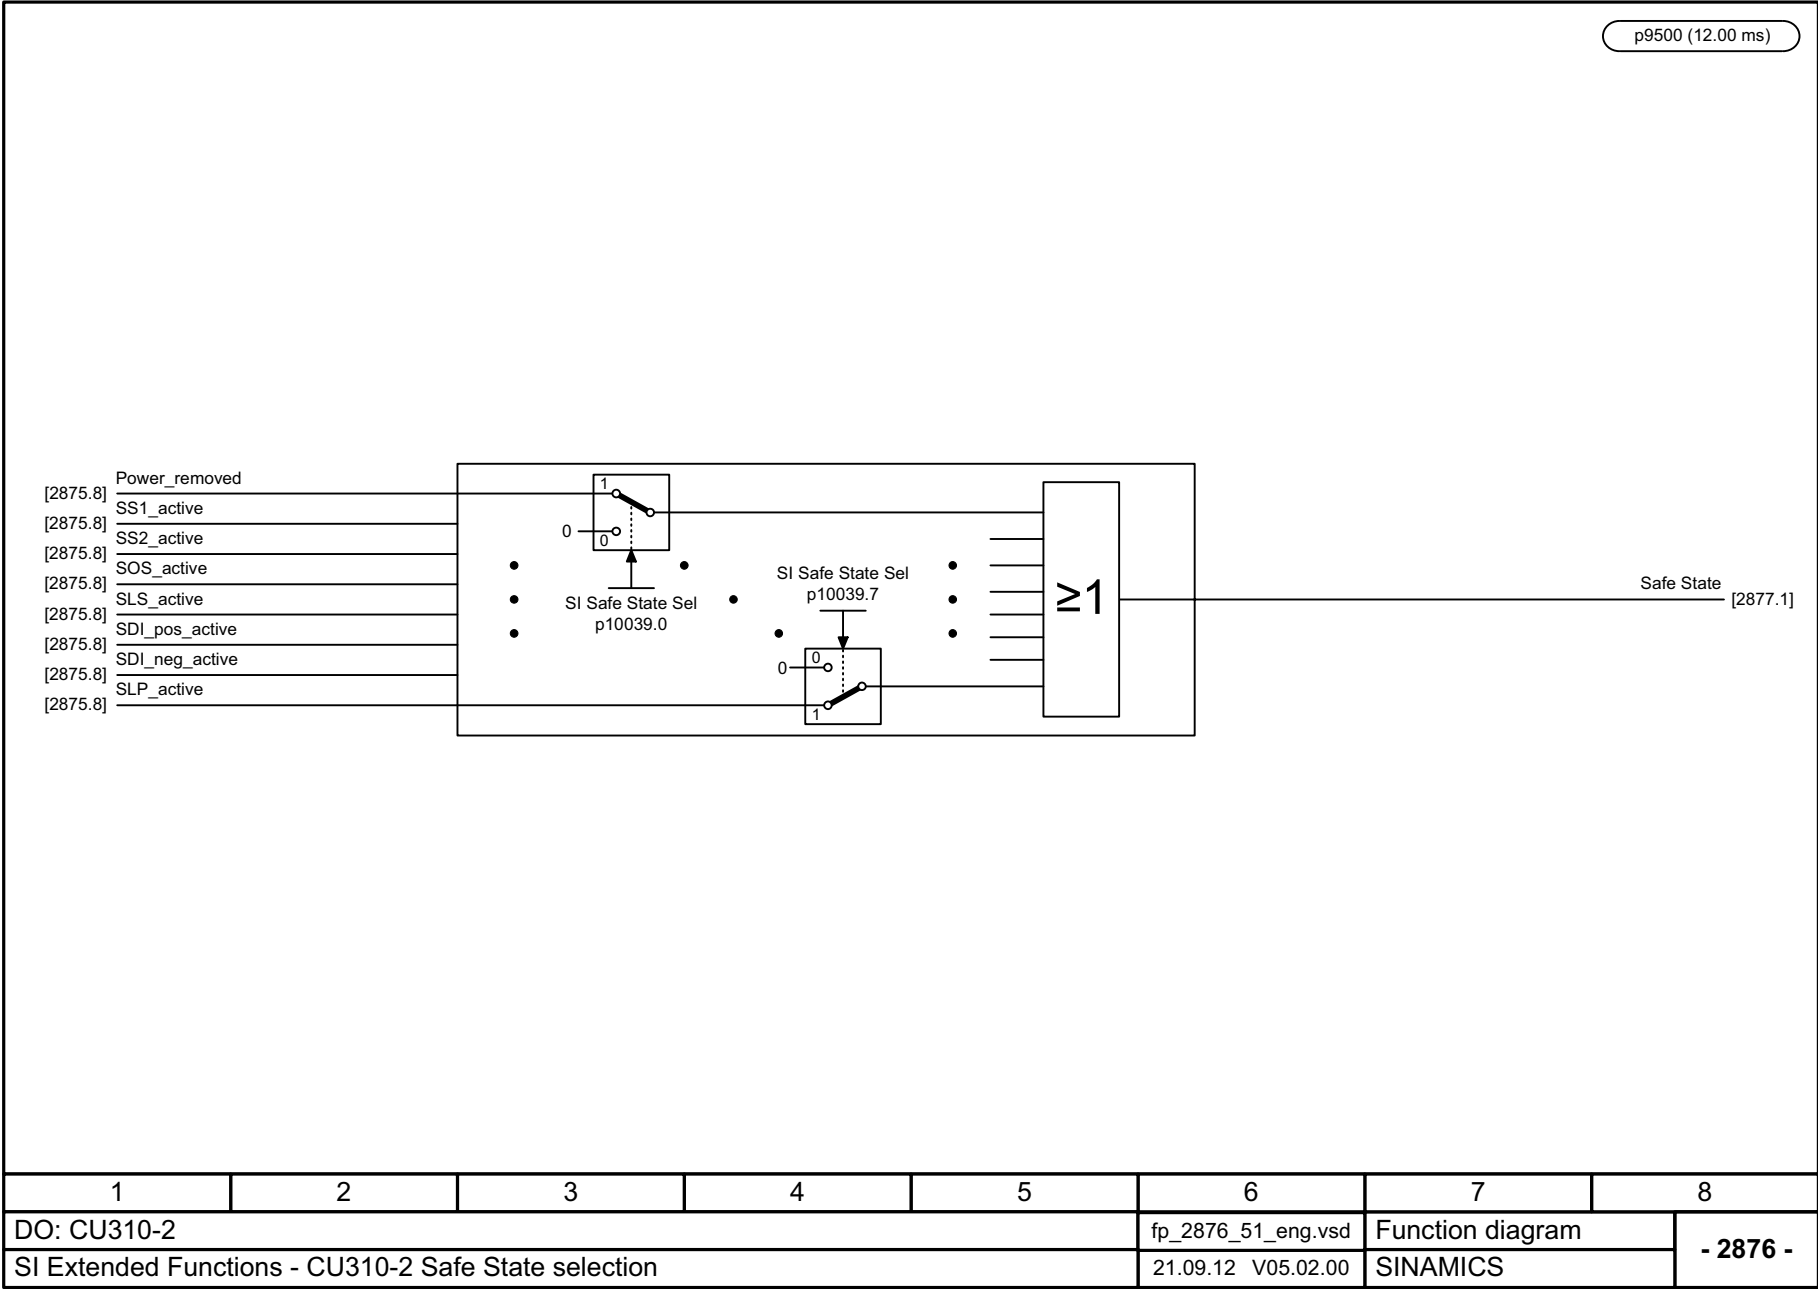 p9500 (12.00 ms)
Power_removed
[2875.8]
SS1_active
[2875.8]
SS2_active
[2875.8]
SOS_active
[2875.8]
SLS_active
[2875.8]
SDI_pos_active
[2875.8]
SDI_neg_active
[2875.8]
SLP_active
[2875.8]
1
0
0
SI Safe State Sel
p10039.0
SI Safe State Sel
p10039.7
0
0
1
≥1
Safe State
[2877.1]
1 2 3 4 5 6 7 8
DO: CU310-2
fp_2876_51_eng.vsd
Function diagram
- 2876 -
SI Extended Functions - CU310-2 Safe State selection
21.09.12 V05.02.00
SINAMICS